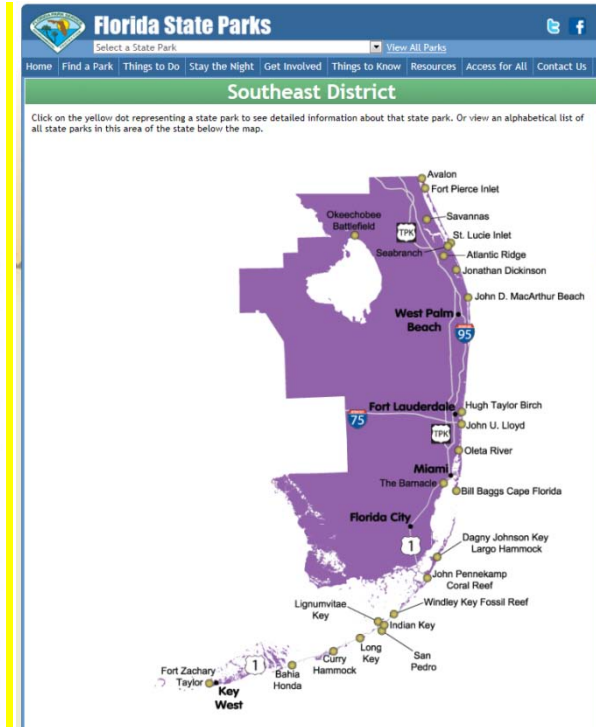 Florida State Parks
Select a State Park
View All Parks
Home Find a Park Things to Do Stay the Night Get Involved Things to Know Resources Access for All Contact Us
Southeast District
Click on the yellow dot representing a state park to see detailed information about that state park. Or view an alphabetical list of
all state parks in this area of the state below the map.
Avalon
Fort Pierce Inlet
Okeechobee
Battlefield
Savannas
TPK
St. Lucie Inlet
Seabranch
Atlantic Ridge
Jonathan Dickinson
John D. MacArthur Beach
West Palm
Beach
95
Fort Lauderdale
Hugh Taylor Birch
75
John U. Lloyd
TPK
Oleta River
Miami
The Barnacle
Bill Baggs Cape Florida
Florida City
1
Dagny Johnson Key
Largo Hammock
John Pennekamp
Coral Reef
Windley Key Fossil Reef
Lignumvitae
Key
Indian Key
San
Pedro
Long
Key
Curry
Hammock
1
Bahia
Honda
Fort Zachary
Taylor
Key
West